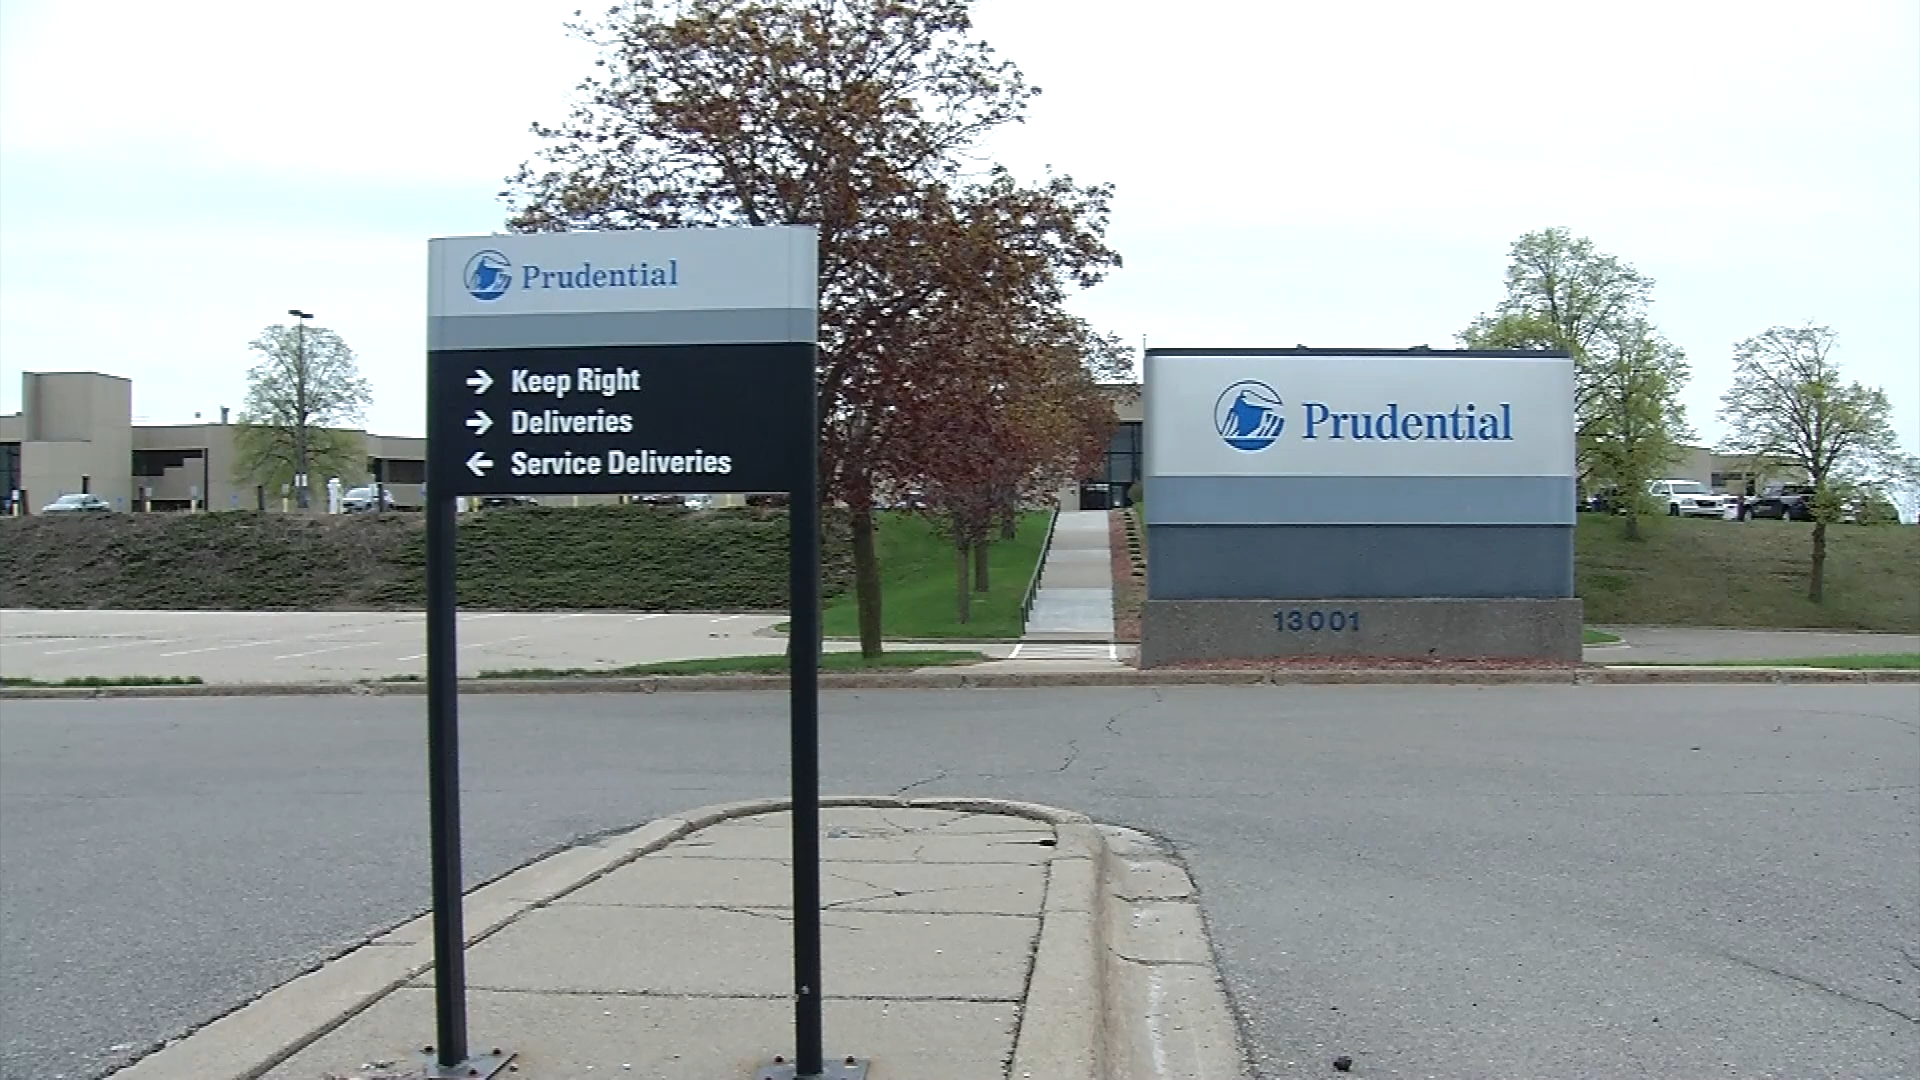 Prudential
→ Keep Right
→ Deliveries
← Service Deliveries
Prudential
13001